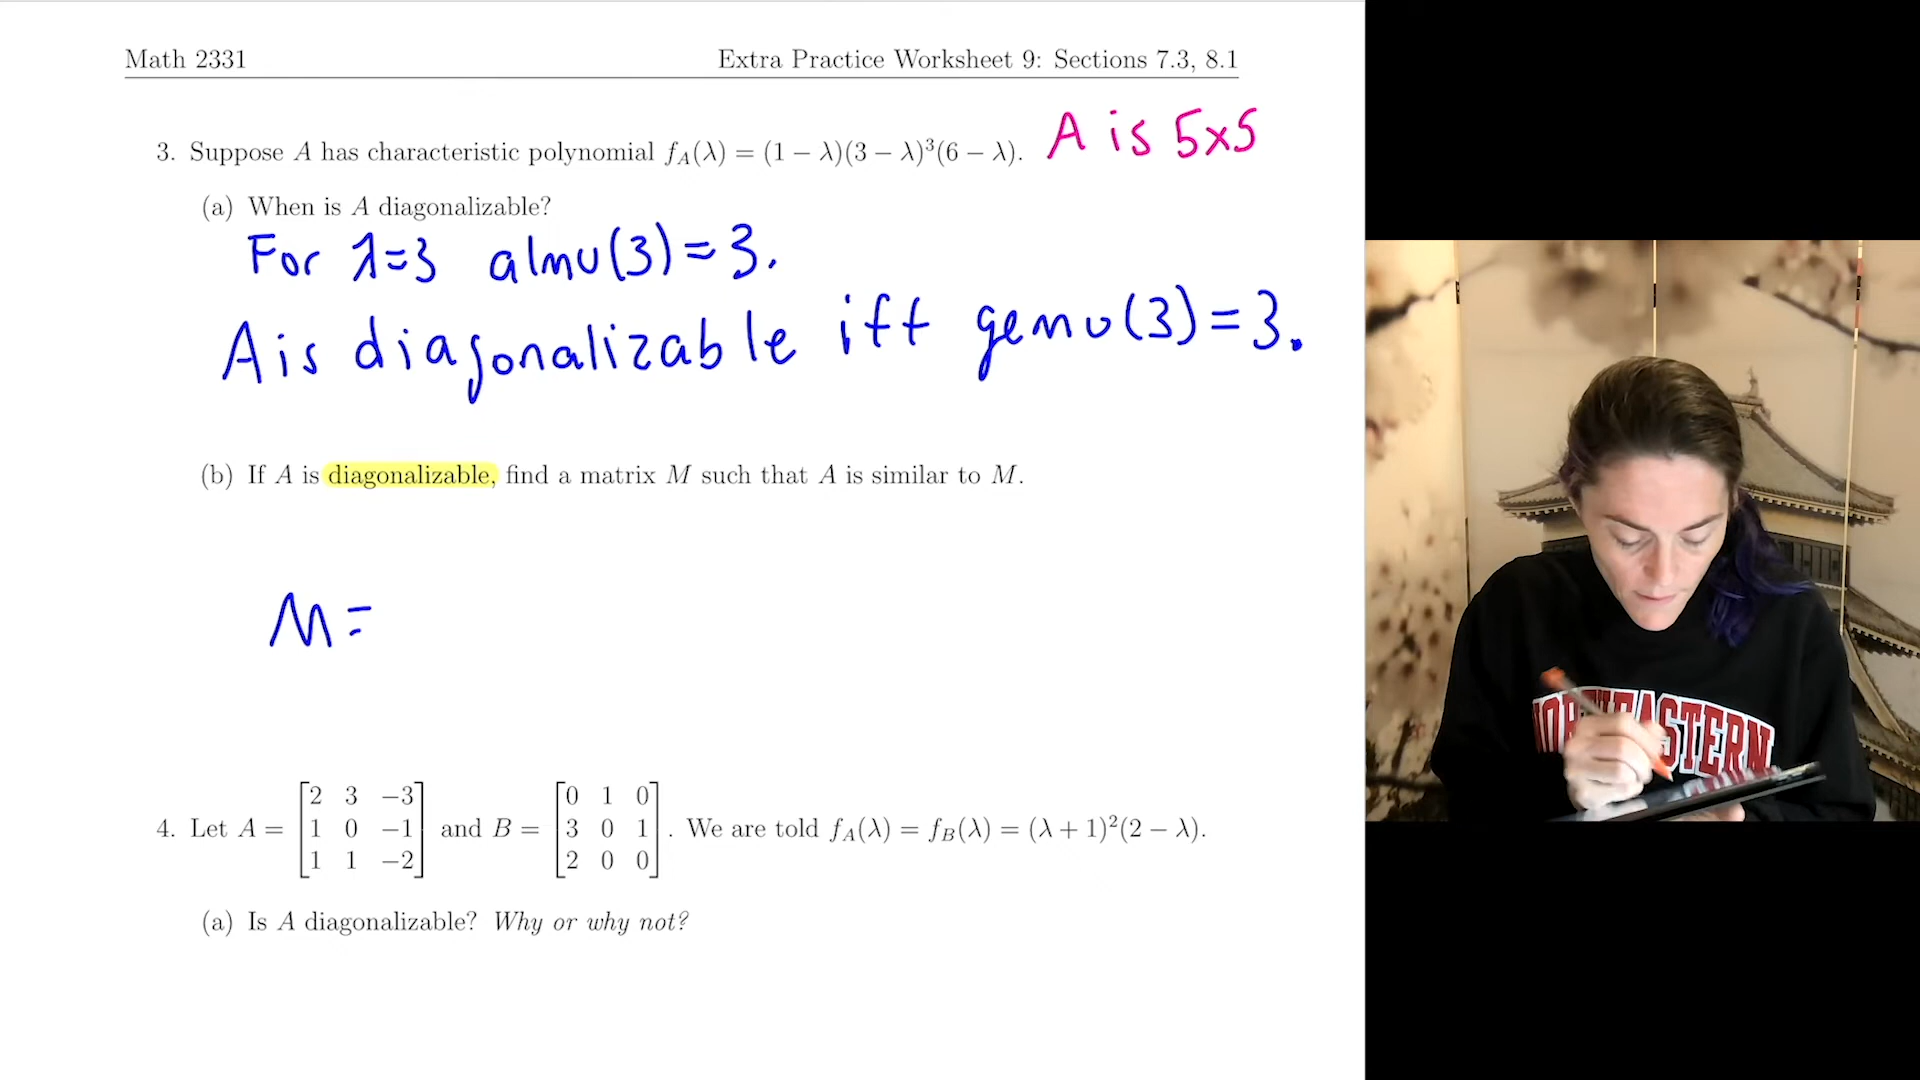 Math 2331 Extra Practice Worksheet 9: Sections 7.3, 8.1
3. Suppose A has characteristic polynomial f_A(λ) = (1 − λ)(3 − λ)³(6 − λ). A is 5x5
(a) When is A diagonalizable?
For λ=3 almu(3)=3.
A is diagonalizable iff gemu(3)=3.
(b) If A is diagonalizable, find a matrix M such that A is similar to M.
M=
4. Let A = [2 3 −3; 1 0 −1; 1 1 −2] and B = [0 1 0; 3 0 1; 2 0 0]. We are told f_A(λ) = f_B(λ) = (λ + 1)²(2 − λ).
(a) Is A diagonalizable? Why or why not?
NORTHEASTERN